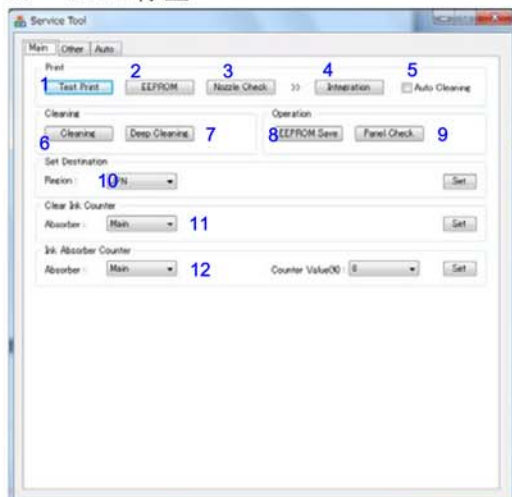 Service Tool
Main Other Auto
Print
2 3 4 5
1 Test Print EEPROM Nozzle Check >> Integration Auto Cleaning
Cleaning Operation
6 Cleaning Deep Cleaning 7 8 EEPROM Save Panel Check 9
Set Destination
Region : 10 PN Set
Clear Ink Counter
Absorber : Main 11 Set
Ink Absorber Counter
Absorber : Main 12 Counter Value(%) : 0 Set